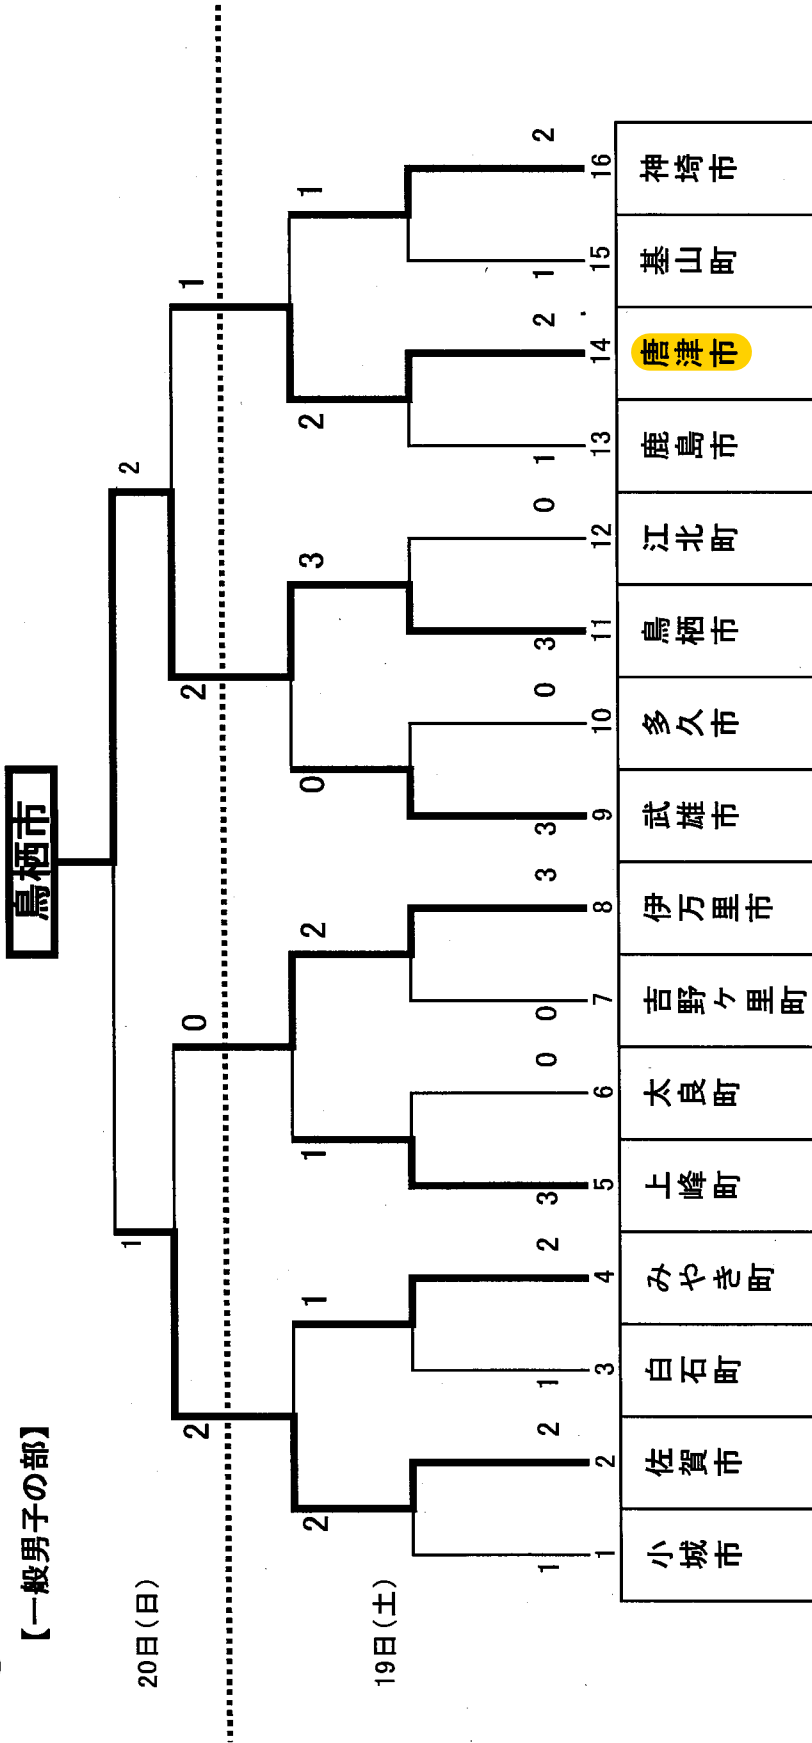 【一般男子の部】
鳥栖市
20日(日)
19日(土)
1 2
2 0 2 1
2 1 1 2 0 3 2 1
1 2 1 2 3 0 0 3 3 0 3 0 1 2 1 2
1 2 3 4 5 6 7 8 9 10 11 12 13 14 15 16
小城市
佐賀市
白石町
みやき町
上峰町
太良町
吉野ヶ里町
伊万里市
武雄市
多久市
鳥栖市
江北町
鹿島市
唐津市
基山町
神埼市